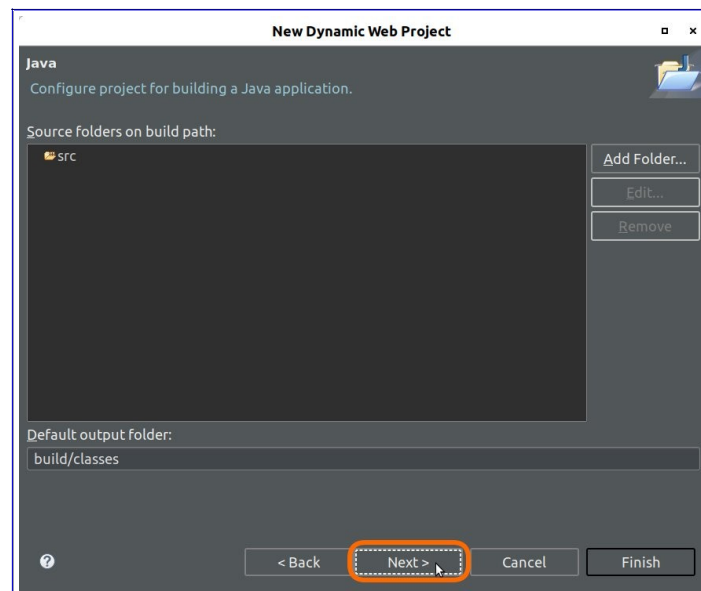 New Dynamic Web Project
Java
Configure project for building a Java application.
Source folders on build path:
src
Add Folder...
Edit...
Remove
Default output folder:
build/classes
< Back
Next >
Cancel
Finish